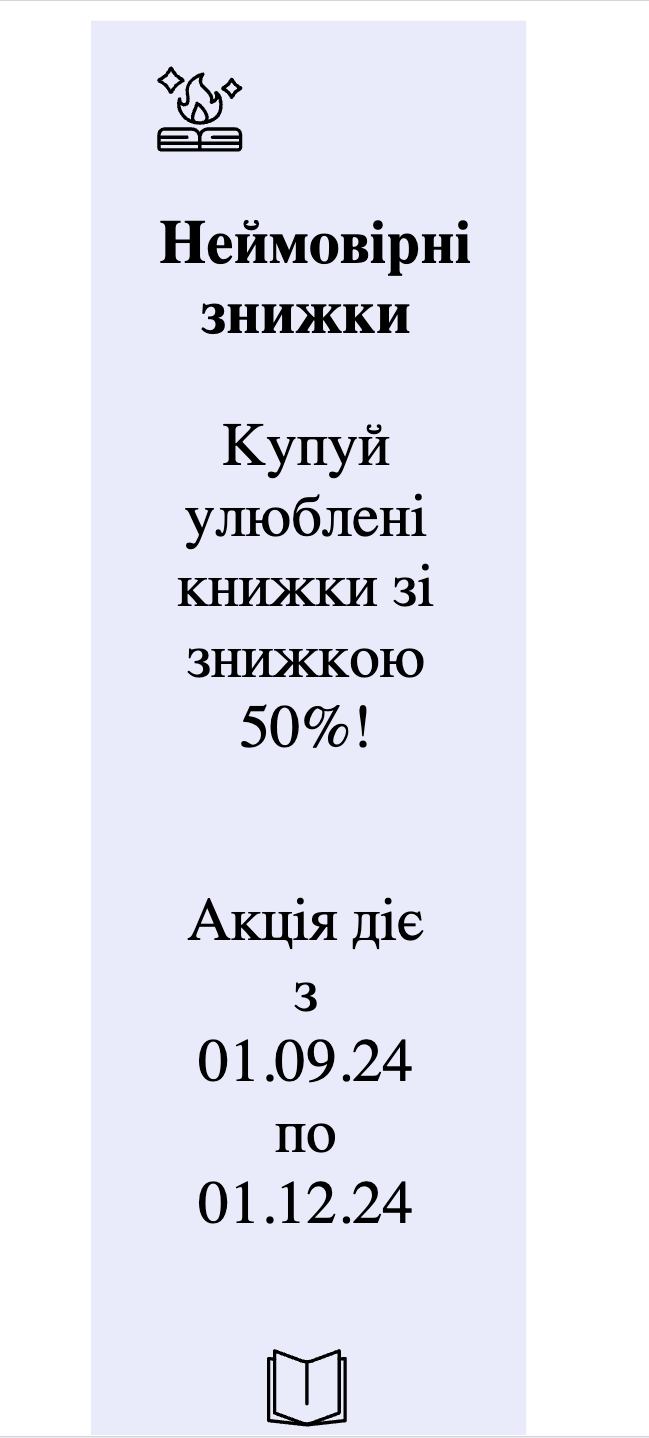 Неймовірні
знижки
Купуй
улюблені
книжки зі
знижкою
50%!
Акція діє
з
01.09.24
по
01.12.24